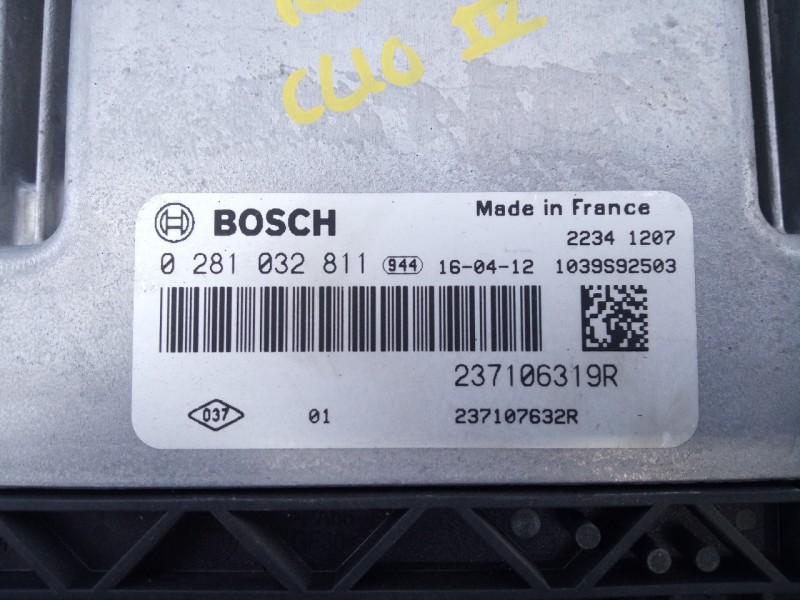 CLIO IV
BOSCH
Made in France
2234 1207
0 281 032 811 944 16-04-12 1039S92503
237106319R
037 01 237107632R